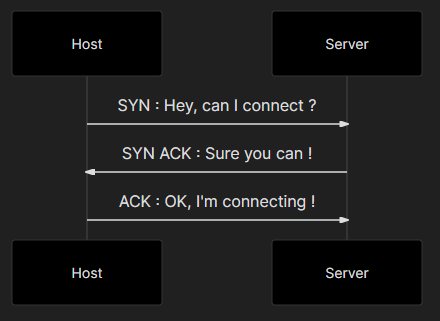 Host
Server
SYN : Hey, can I connect ?
SYN ACK : Sure you can !
ACK : OK, I'm connecting !
Host
Server